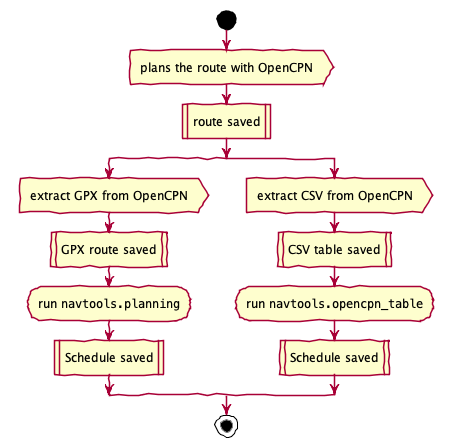 plans the route with OpenCPN
route saved
extract GPX from OpenCPN
GPX route saved
run navtools.planning
Schedule saved
extract CSV from OpenCPN
CSV table saved
run navtools.opencpn_table
Schedule saved